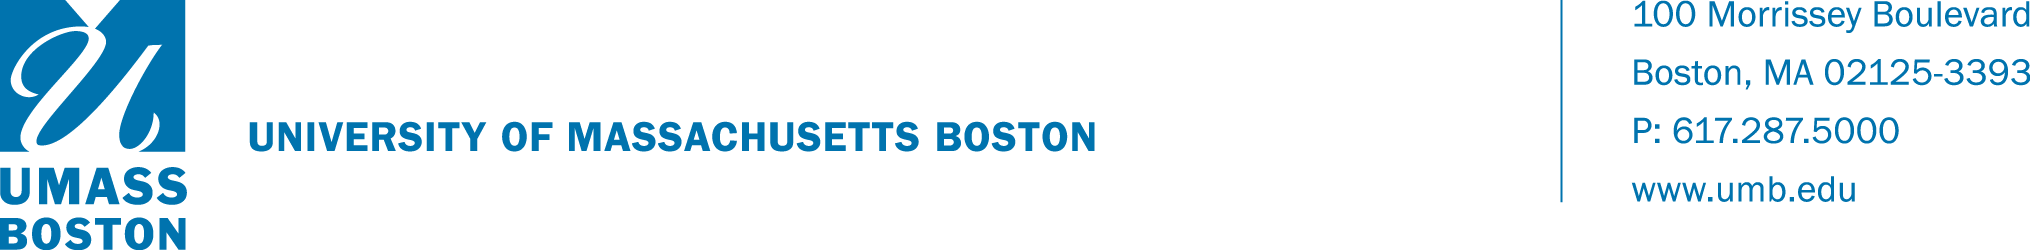 UMASS
BOSTON
UNIVERSITY OF MASSACHUSETTS BOSTON
100 Morrissey Boulevard
Boston, MA 02125-3393
P: 617.287.5000
www.umb.edu